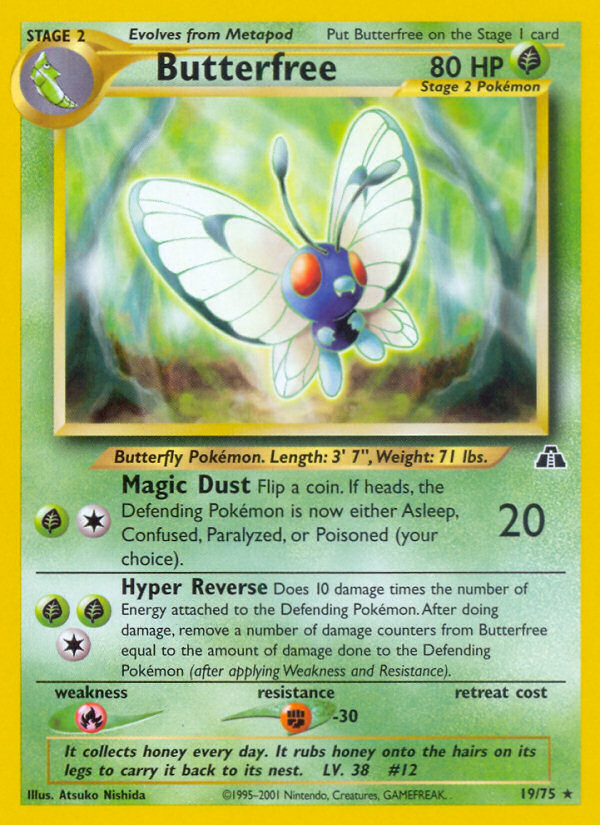 STAGE 2 Evolves from Metapod Put Butterfree on the Stage 1 card
Butterfree 80 HP
Stage 2 Pokémon
Butterfly Pokémon. Length: 3' 7", Weight: 71 lbs.
Magic Dust Flip a coin. If heads, the
Defending Pokémon is now either Asleep,
Confused, Paralyzed, or Poisoned (your
choice).
20
Hyper Reverse Does 10 damage times the number of
Energy attached to the Defending Pokémon. After doing
damage, remove a number of damage counters from Butterfree
equal to the amount of damage done to the Defending
Pokémon (after applying Weakness and Resistance).
weakness resistance retreat cost
-30
It collects honey every day. It rubs honey onto the hairs on its
legs to carry it back to its nest. LV. 38 #12
Illus. Atsuko Nishida ©1995-2001 Nintendo, Creatures, GAMEFREAK. 19/75 ★